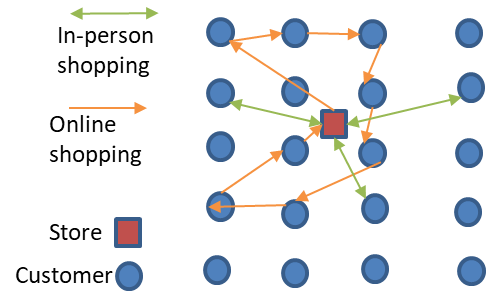 In-person
shopping
Online
shopping
Store
Customer